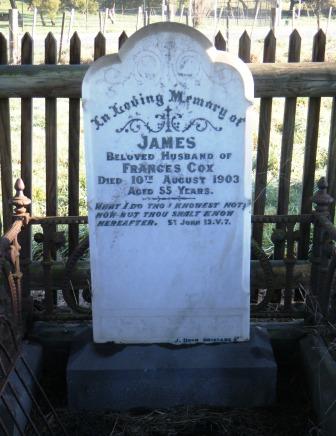 In Loving Memory of
JAMES
BELOVED HUSBAND OF
FRANCES COX
DIED 10TH AUGUST 1903
AGED 55 YEARS.
WHAT I DO THOU KNOWEST NOT
NOW BUT THOU SHALT KNOW
HEREAFTER. ST JOHN 13.V.7.
J.